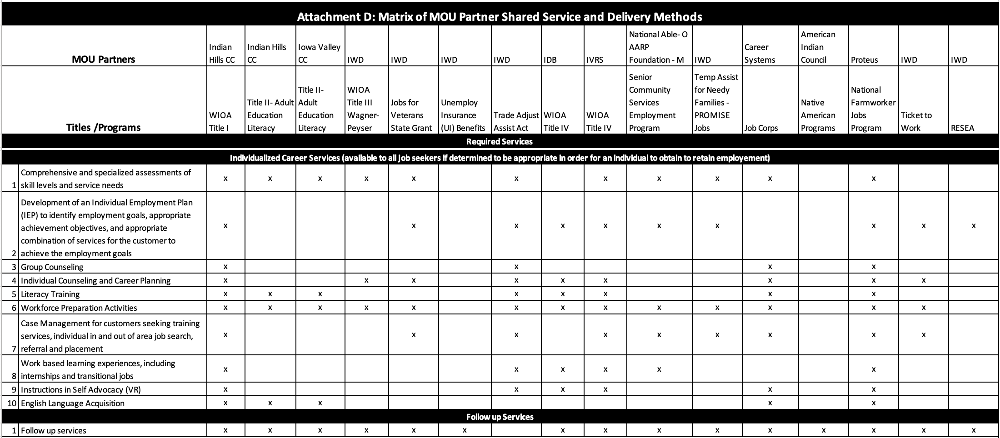 Attachment D: Matrix of MOU Partner Shared Service and Delivery Methods
MOU Partners
Indian
Hills CC
Indian Hills
CC
Iowa Valley
CC
IWD
IWD
IWD
IWD
IDB
IVRS
National Able- O
AARP
Foundation - M
IWD
Career
Systems
American
Indian
Council
Proteus
IWD
IWD
Titles /Programs
WIOA
Title I
Title II- Adult
Education
Literacy
Title II-
Adult
Education
Literacy
WIOA
Title III
Wagner-
Peyser
Jobs for
Veterans
State Grant
Unemploy
Insurance
(UI) Benefits
Trade Adjust
Assist Act
WIOA
Title IV
WIOA
Title IV
Senior
Community
Services
Employment
Program
Temp Assist
for Needy
Families -
PROMISE
Jobs
Job Corps
Native
American
Programs
National
Farmworker
Jobs
Program
Ticket to
Work
RESEA
Required Services
Individualized Career Services (available to all job seekers if determined to be appropriate in order for an individual to obtain to retain employement)
Comprehensive and specialized assessments of
1 skill levels and service needs
x x x x x x x x x x x
Development of an Individual Employment Plan
(IEP) to identify employment goals, appropriate
achievement objectives, and appropriate
combination of services for the customer to
2 achieve the employment goals
x x x x x x x x x x
3 Group Counseling x x x x
4 Individual Counseling and Career Planning x x x x x x x x x
5 Literacy Training x x x x x x x x
6 Workforce Preparation Activities x x x x x x x x x x x x x
Case Management for customers seeking training
services, individual in and out of area job search,
7 referral and placement
x x x x x x x x x
Work based learning experiences, including
8 internships and transitional jobs
x x x x x x
9 Instructions in Self Advocacy (VR) x x x x x x
10 English Language Acquisition x x x x x
Follow up Services
1 Follow up services x x x x x x x x x x x x x x x